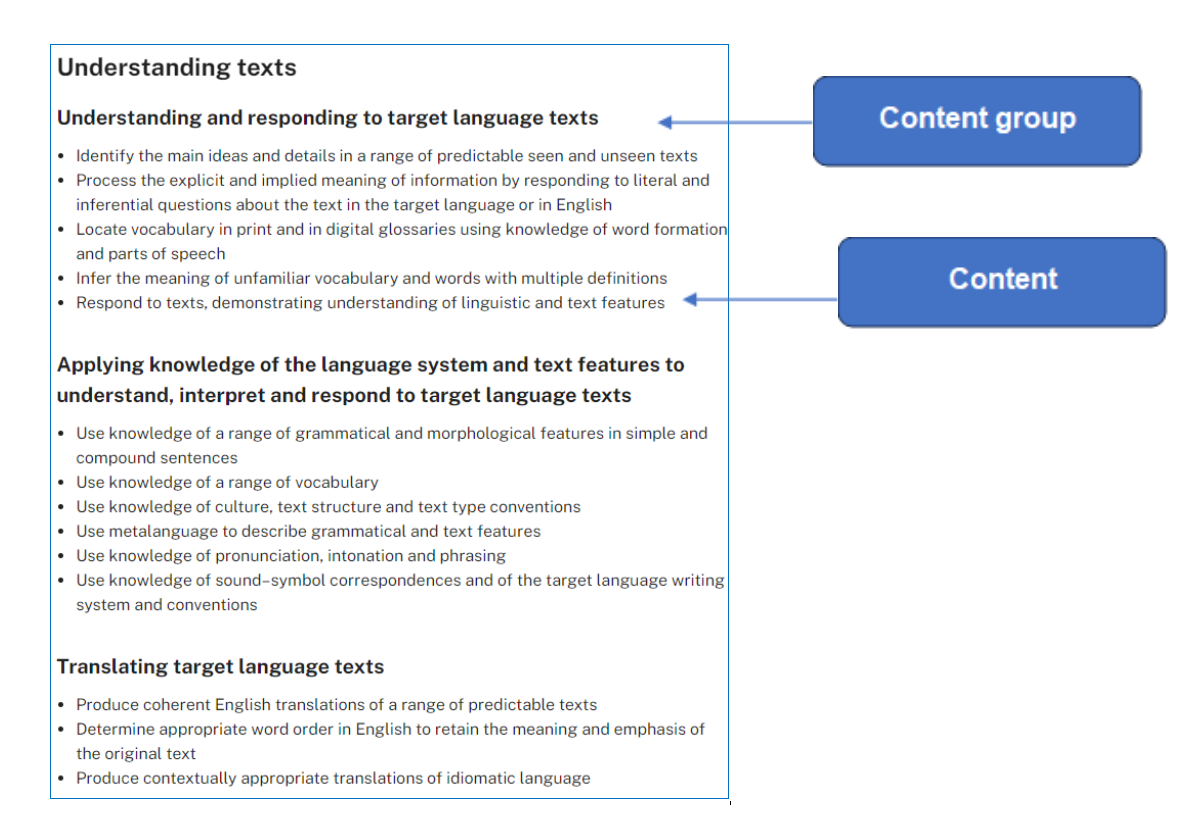 Understanding texts
Understanding and responding to target language texts
Content group
• Identify the main ideas and details in a range of predictable seen and unseen texts
• Process the explicit and implied meaning of information by responding to literal and
inferential questions about the text in the target language or in English
• Locate vocabulary in print and in digital glossaries using knowledge of word formation
and parts of speech
• Infer the meaning of unfamiliar vocabulary and words with multiple definitions
Content
• Respond to texts, demonstrating understanding of linguistic and text features
Applying knowledge of the language system and text features to
understand, interpret and respond to target language texts
• Use knowledge of a range of grammatical and morphological features in simple and
compound sentences
• Use knowledge of a range of vocabulary
• Use knowledge of culture, text structure and text type conventions
• Use metalanguage to describe grammatical and text features
• Use knowledge of pronunciation, intonation and phrasing
• Use knowledge of sound–symbol correspondences and of the target language writing
system and conventions
Translating target language texts
• Produce coherent English translations of a range of predictable texts
• Determine appropriate word order in English to retain the meaning and emphasis of
the original text
• Produce contextually appropriate translations of idiomatic language